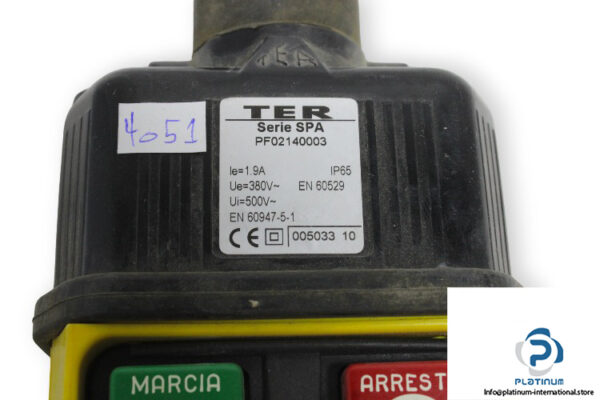 TER
4051
TER
Serie SPA
PF02140003
Ie=1.9A IP65
Ue=380V~ EN 60529
Ui=500V~
EN 60947-5-1
CE 005033 10
MARCIA
ARREST
PLATINUM
Info@platinum-international.store